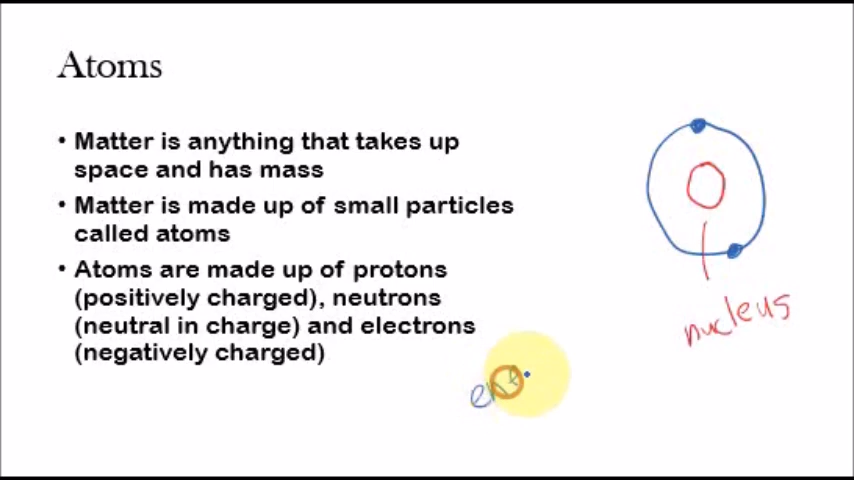 Atoms
• Matter is anything that takes up
space and has mass
• Matter is made up of small particles
called atoms
• Atoms are made up of protons
(positively charged), neutrons
(neutral in charge) and electrons
(negatively charged)
nucleus